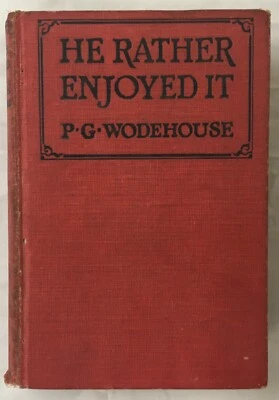 HE RATHER
ENJOYED IT
P·G·WODEHOUSE